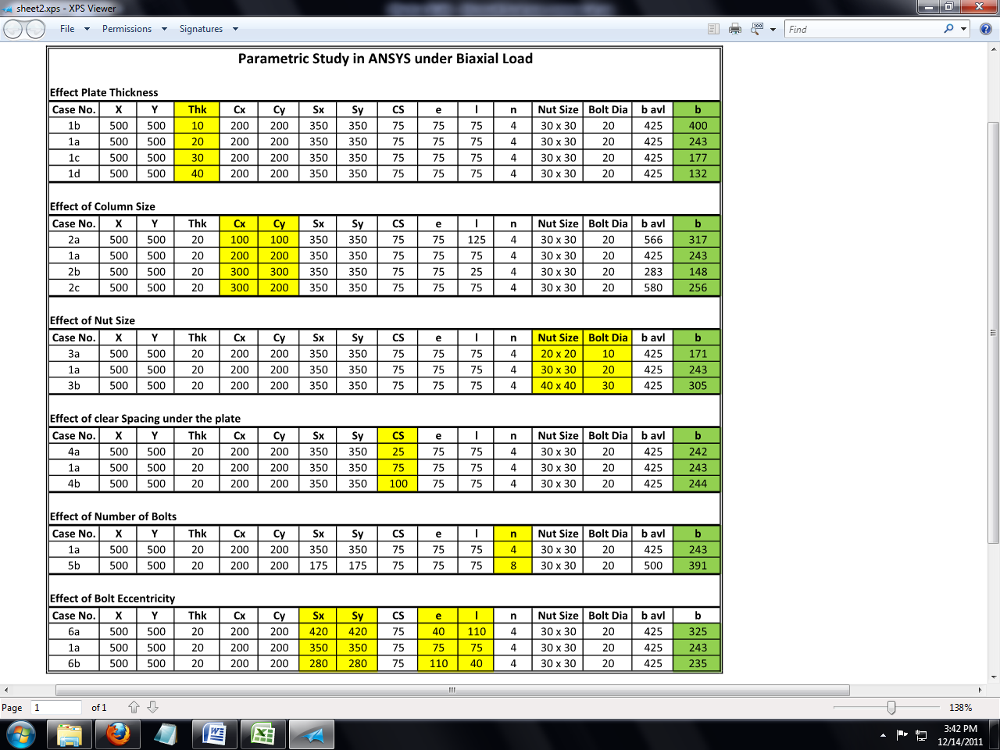 sheet2.xps - XPS Viewer
File Permissions Signatures Find
Parametric Study in ANSYS under Biaxial Load
Effect Plate Thickness
Case No. X Y Thk Cx Cy Sx Sy CS e l n Nut Size Bolt Dia b avl b
1b 500 500 10 200 200 350 350 75 75 75 4 30 x 30 20 425 400
1a 500 500 20 200 200 350 350 75 75 75 4 30 x 30 20 425 243
1c 500 500 30 200 200 350 350 75 75 75 4 30 x 30 20 425 177
1d 500 500 40 200 200 350 350 75 75 75 4 30 x 30 20 425 132
Effect of Column Size
Case No. X Y Thk Cx Cy Sx Sy CS e l n Nut Size Bolt Dia b avl b
2a 500 500 20 100 100 350 350 75 75 125 4 30 x 30 20 566 317
1a 500 500 20 200 200 350 350 75 75 75 4 30 x 30 20 425 243
2b 500 500 20 300 300 350 350 75 75 25 4 30 x 30 20 283 148
2c 500 500 20 300 200 350 350 75 75 75 4 30 x 30 20 580 256
Effect of Nut Size
Case No. X Y Thk Cx Cy Sx Sy CS e l n Nut Size Bolt Dia b avl b
3a 500 500 20 200 200 350 350 75 75 75 4 20 x 20 10 425 171
1a 500 500 20 200 200 350 350 75 75 75 4 30 x 30 20 425 243
3b 500 500 20 200 200 350 350 75 75 75 4 40 x 40 30 425 305
Effect of clear Spacing under the plate
Case No. X Y Thk Cx Cy Sx Sy CS e l n Nut Size Bolt Dia b avl b
4a 500 500 20 200 200 350 350 25 75 75 4 30 x 30 20 425 242
1a 500 500 20 200 200 350 350 75 75 75 4 30 x 30 20 425 243
4b 500 500 20 200 200 350 350 100 75 75 4 30 x 30 20 425 244
Effect of Number of Bolts
Case No. X Y Thk Cx Cy Sx Sy CS e l n Nut Size Bolt Dia b avl b
1a 500 500 20 200 200 350 350 75 75 75 4 30 x 30 20 425 243
5b 500 500 20 200 200 175 175 75 75 75 8 30 x 30 20 500 391
Effect of Bolt Eccentricity
Case No. X Y Thk Cx Cy Sx Sy CS e l n Nut Size Bolt Dia b avl b
6a 500 500 20 200 200 420 420 75 40 110 4 30 x 30 20 425 325
1a 500 500 20 200 200 350 350 75 75 75 4 30 x 30 20 425 243
6b 500 500 20 200 200 280 280 75 110 40 4 30 x 30 20 425 235
Page 1 of 1 138%
3:42 PM
12/14/2011